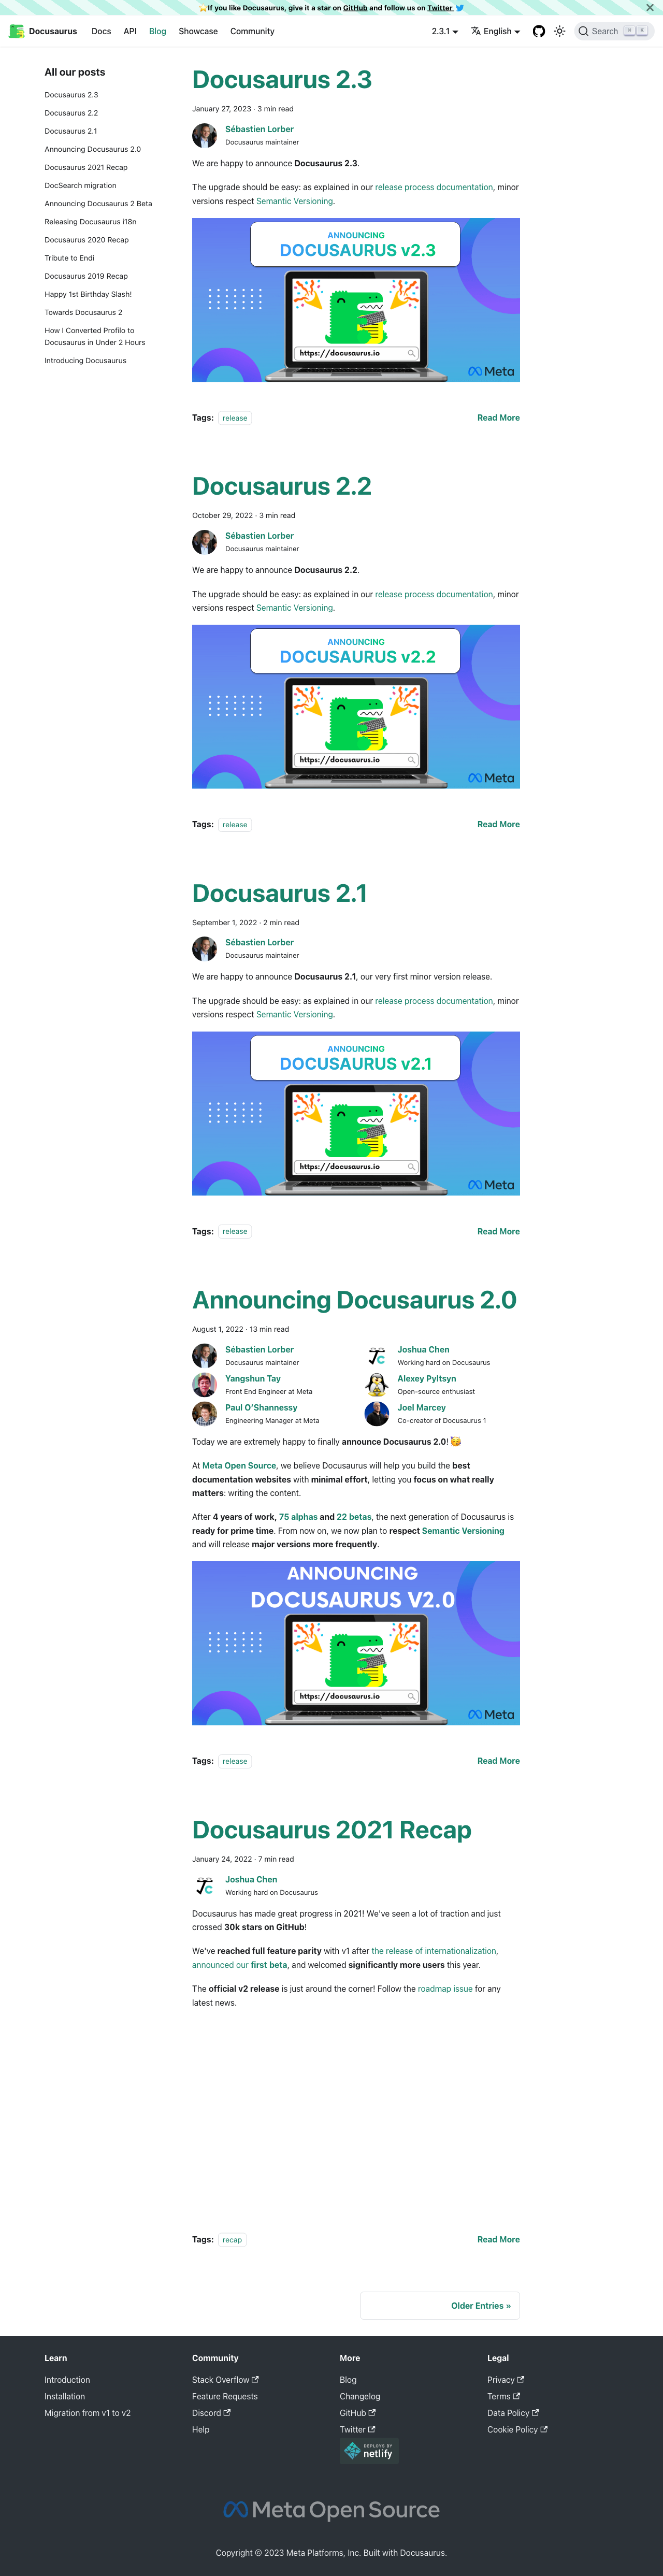 ⭐️ If you like Docusaurus, give it a star on GitHub and follow us on Twitter
Docusaurus
Docs
API
Blog
Showcase
Community
2.3.1
English
Search
K
All our posts
Docusaurus 2.3
Docusaurus 2.2
Docusaurus 2.1
Announcing Docusaurus 2.0
Docusaurus 2021 Recap
DocSearch migration
Announcing Docusaurus 2 Beta
Releasing Docusaurus i18n
Docusaurus 2020 Recap
Tribute to Endi
Docusaurus 2019 Recap
Happy 1st Birthday Slash!
Towards Docusaurus 2
How I Converted Profilo to
Docusaurus in Under 2 Hours
Introducing Docusaurus
Docusaurus 2.3
January 27, 2023 · 3 min read
Sébastien Lorber
Docusaurus maintainer
We are happy to announce Docusaurus 2.3.
The upgrade should be easy: as explained in our release process documentation, minor
versions respect Semantic Versioning.
ANNOUNCING
DOCUSAURUS v2.3
https://docusaurus.io
Meta
Tags: release
Read More
Docusaurus 2.2
October 29, 2022 · 3 min read
Sébastien Lorber
Docusaurus maintainer
We are happy to announce Docusaurus 2.2.
The upgrade should be easy: as explained in our release process documentation, minor
versions respect Semantic Versioning.
ANNOUNCING
DOCUSAURUS v2.2
https://docusaurus.io
Meta
Tags: release
Read More
Docusaurus 2.1
September 1, 2022 · 2 min read
Sébastien Lorber
Docusaurus maintainer
We are happy to announce Docusaurus 2.1, our very first minor version release.
The upgrade should be easy: as explained in our release process documentation, minor
versions respect Semantic Versioning.
ANNOUNCING
DOCUSAURUS v2.1
https://docusaurus.io
Meta
Tags: release
Read More
Announcing Docusaurus 2.0
August 1, 2022 · 13 min read
Sébastien Lorber
Docusaurus maintainer
Joshua Chen
Working hard on Docusaurus
Yangshun Tay
Front End Engineer at Meta
Alexey Pyltsyn
Open-source enthusiast
Paul O'Shannessy
Engineering Manager at Meta
Joel Marcey
Co-creator of Docusaurus 1
Today we are extremely happy to finally announce Docusaurus 2.0! 🥳
At Meta Open Source, we believe Docusaurus will help you build the best
documentation websites with minimal effort, letting you focus on what really
matters: writing the content.
After 4 years of work, 75 alphas and 22 betas, the next generation of Docusaurus is
ready for prime time. From now on, we now plan to respect Semantic Versioning
and will release major versions more frequently.
ANNOUNCING
DOCUSAURUS V2.0
https://docusaurus.io
Meta
Tags: release
Read More
Docusaurus 2021 Recap
January 24, 2022 · 7 min read
Joshua Chen
Working hard on Docusaurus
Docusaurus has made great progress in 2021! We've seen a lot of traction and just
crossed 30k stars on GitHub!
We've reached full feature parity with v1 after the release of internationalization,
announced our first beta, and welcomed significantly more users this year.
The official v2 release is just around the corner! Follow the roadmap issue for any
latest news.
Tags: recap
Read More
Older Entries »
Learn
Introduction
Installation
Migration from v1 to v2
Community
Stack Overflow
Feature Requests
Discord
Help
More
Blog
Changelog
GitHub
Twitter
DEPLOYS BY
netlify
Legal
Privacy
Terms
Data Policy
Cookie Policy
Meta Open Source
Copyright © 2023 Meta Platforms, Inc. Built with Docusaurus.